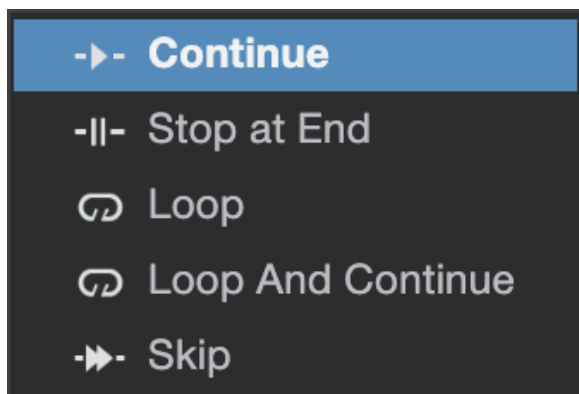 Continue
Stop at End
Loop
Loop And Continue
Skip